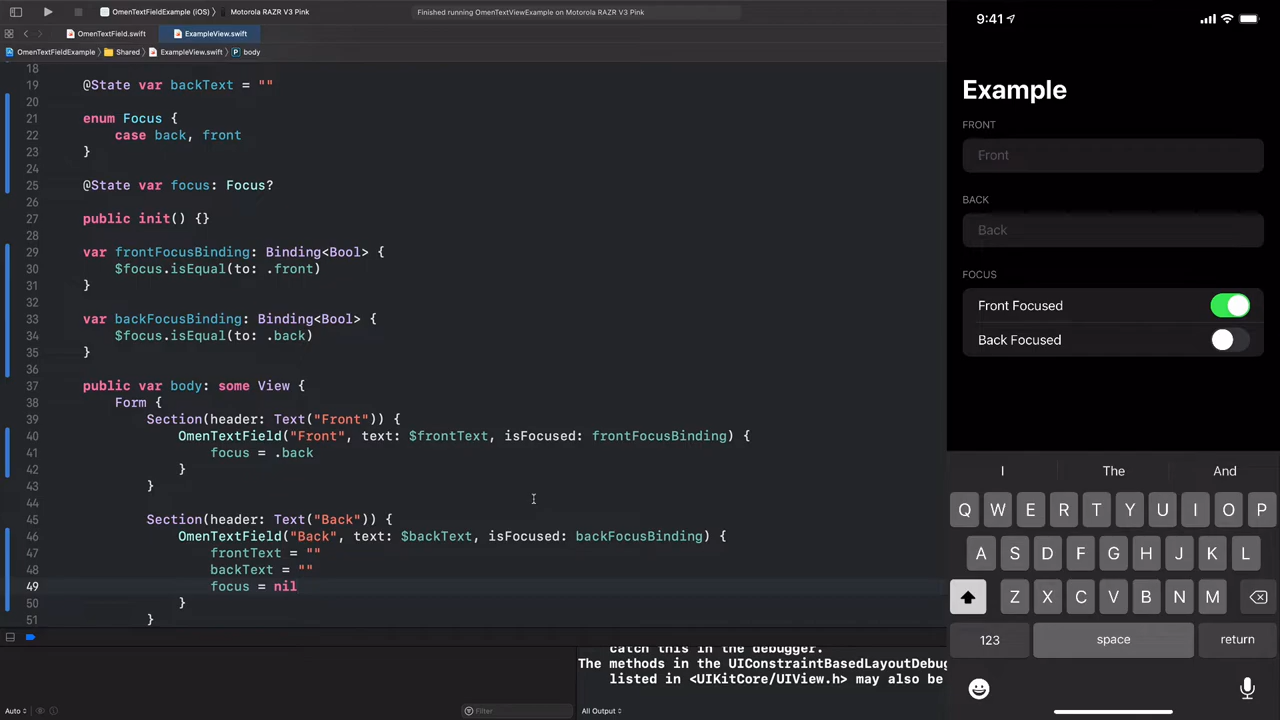 OmenTextFieldExample (iOS) › Motorola RAZR V3 Pink
Finished running OmenTextViewExample on Motorola RAZR V3 Pink
OmenTextField.swift
ExampleView.swift
OmenTextFieldExample › Shared › ExampleView.swift › P body
18
19 @State var backText = ""
20
21 enum Focus {
22 case back, front
23 }
24
25 @State var focus: Focus?
26
27 public init() {}
28
29 var frontFocusBinding: Binding<Bool> {
30 $focus.isEqual(to: .front)
31 }
32
33 var backFocusBinding: Binding<Bool> {
34 $focus.isEqual(to: .back)
35 }
36
37 public var body: some View {
38 Form {
39 Section(header: Text("Front")) {
40 OmenTextField("Front", text: $frontText, isFocused: frontFocusBinding) {
41 focus = .back
42 }
43 }
44
45 Section(header: Text("Back")) {
46 OmenTextField("Back", text: $backText, isFocused: backFocusBinding) {
47 frontText = ""
48 backText = ""
49 focus = nil
50 }
51 }
catch this in the debugger.
The methods in the UIConstraintBasedLayoutDebug
listed in <UIKitCore/UIView.h> may also be
Auto
Filter
All Output
9:41
Example
FRONT
Front
BACK
Back
FOCUS
Front Focused
Back Focused
I The And
Q W E R T Y U I O P
A S D F G H J K L
Z X C V B N M
123 space return